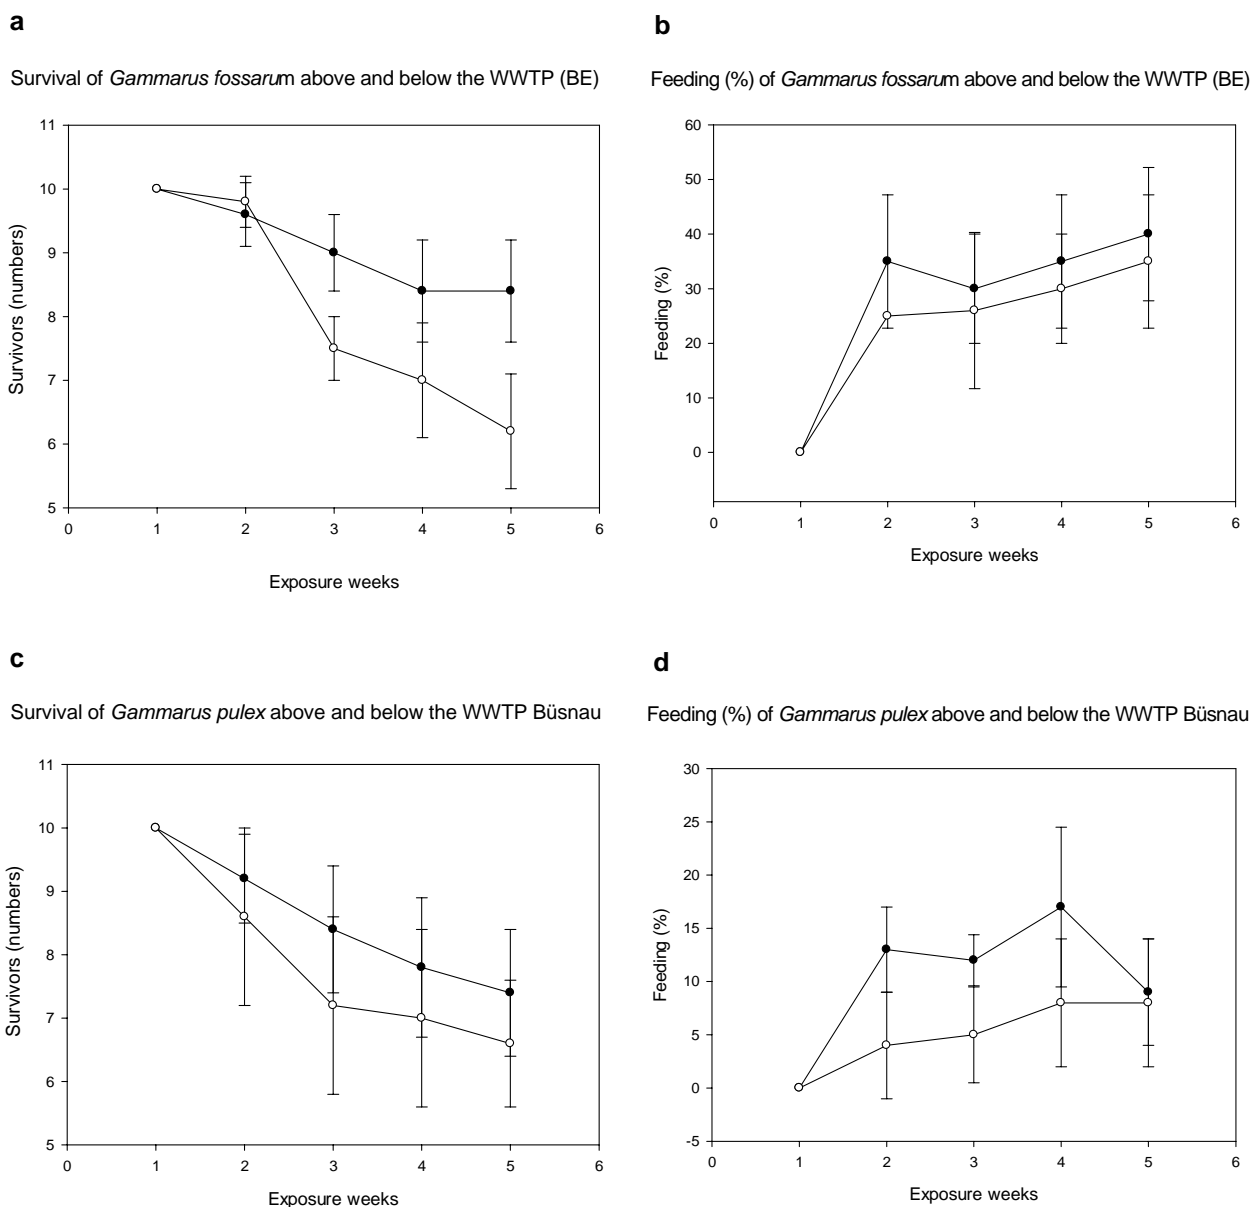 a
Survival of Gammarus fossarum above and below the WWTP (BE)
11
10
9
8
7
6
5
Survivors (numbers)
0 1 2 3 4 5 6
Exposure weeks
b
Feeding (%) of Gammarus fossarum above and below the WWTP (BE)
60
50
40
30
20
10
0
Feeding (%)
0 1 2 3 4 5 6
Exposure weeks
c
Survival of Gammarus pulex above and below the WWTP Büsnau
11
10
9
8
7
6
5
Survivors (numbers)
0 1 2 3 4 5 6
Exposure weeks
d
Feeding (%) of Gammarus pulex above and below the WWTP Büsnau
30
25
20
15
10
5
0
-5
Feeding (%)
0 1 2 3 4 5 6
Exposure weeks